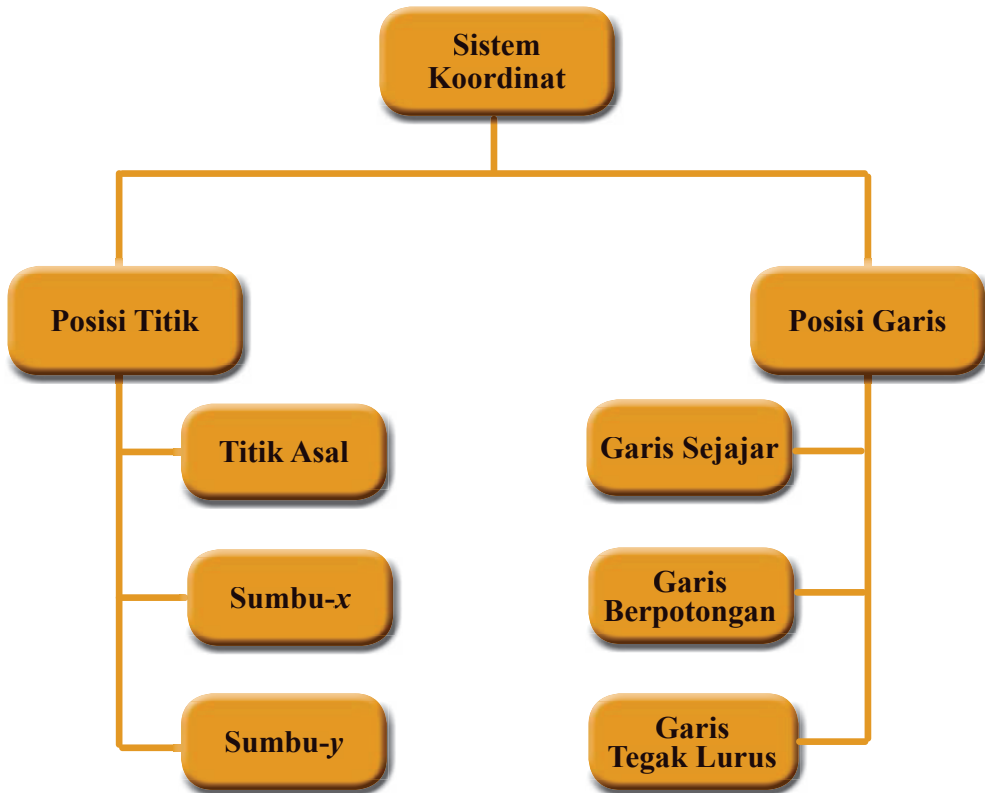 Sistem
Koordinat
Posisi Titik
Posisi Garis
Titik Asal
Garis Sejajar
Sumbu-x
Garis
Berpotongan
Sumbu-y
Garis
Tegak Lurus